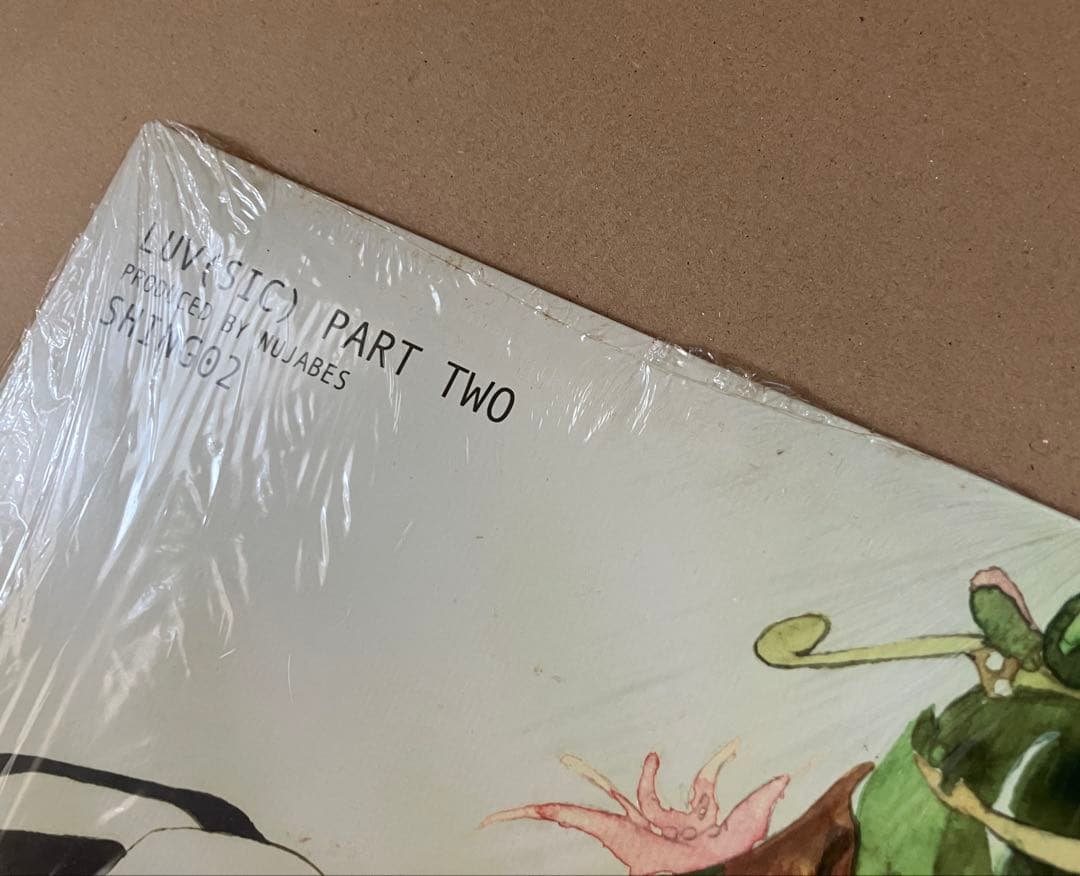 LUV(SIC) PART TWO
PRODUCED BY NUJABES
SHING02